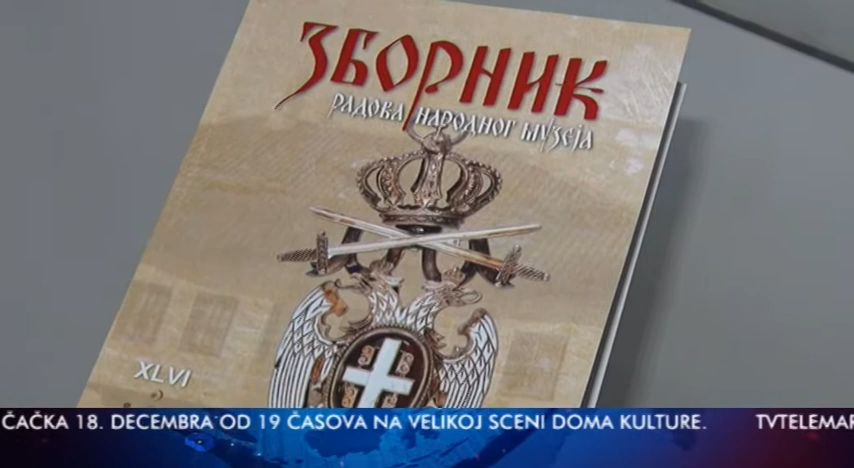 ЗБОРНИК
РАДОВА НАРОДНОГ МУЗЕЈА
XLVI
ČAČKA 18. DECEMBRA OD 19 ČASOVA NA VELIKOJ SCENI DOMA KULTURE. TVTELEMAR